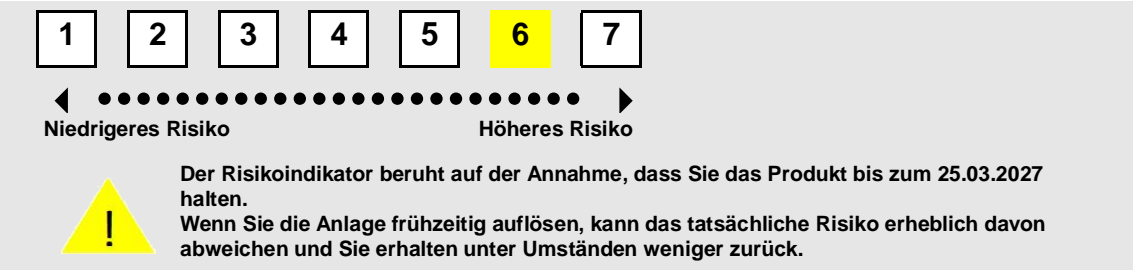 1 2 3 4 5 6 7
Niedrigeres Risiko Höheres Risiko
Der Risikoindikator beruht auf der Annahme, dass Sie das Produkt bis zum 25.03.2027
halten.
Wenn Sie die Anlage frühzeitig auflösen, kann das tatsächliche Risiko erheblich davon
! abweichen und Sie erhalten unter Umständen weniger zurück.